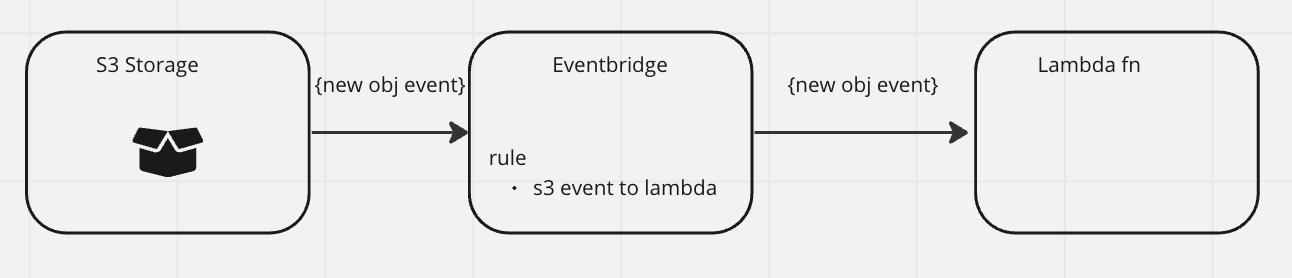 S3 Storage
{new obj event}
Eventbridge
rule
• s3 event to lambda
{new obj event}
Lambda fn